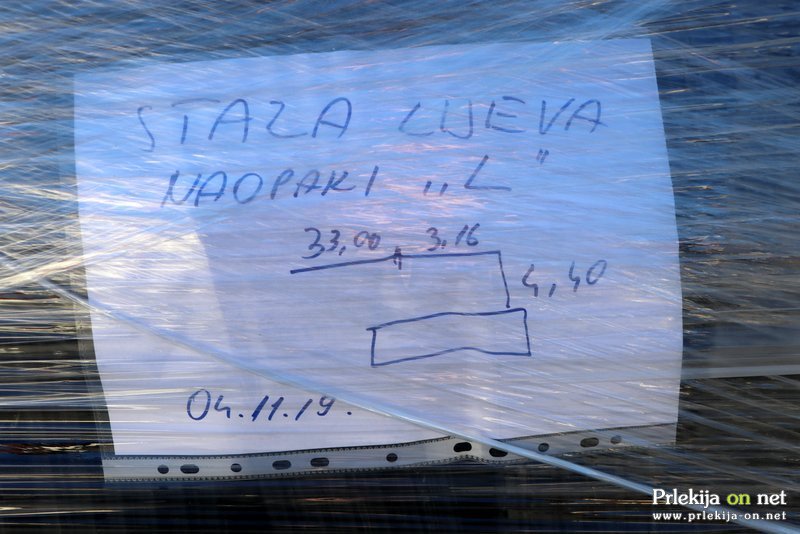 STAZA LIJEVA
NAOPAKI „L"
33,00 3,16
4,40
04.11.19.
Prlekija on net
www.prlekija-on.net